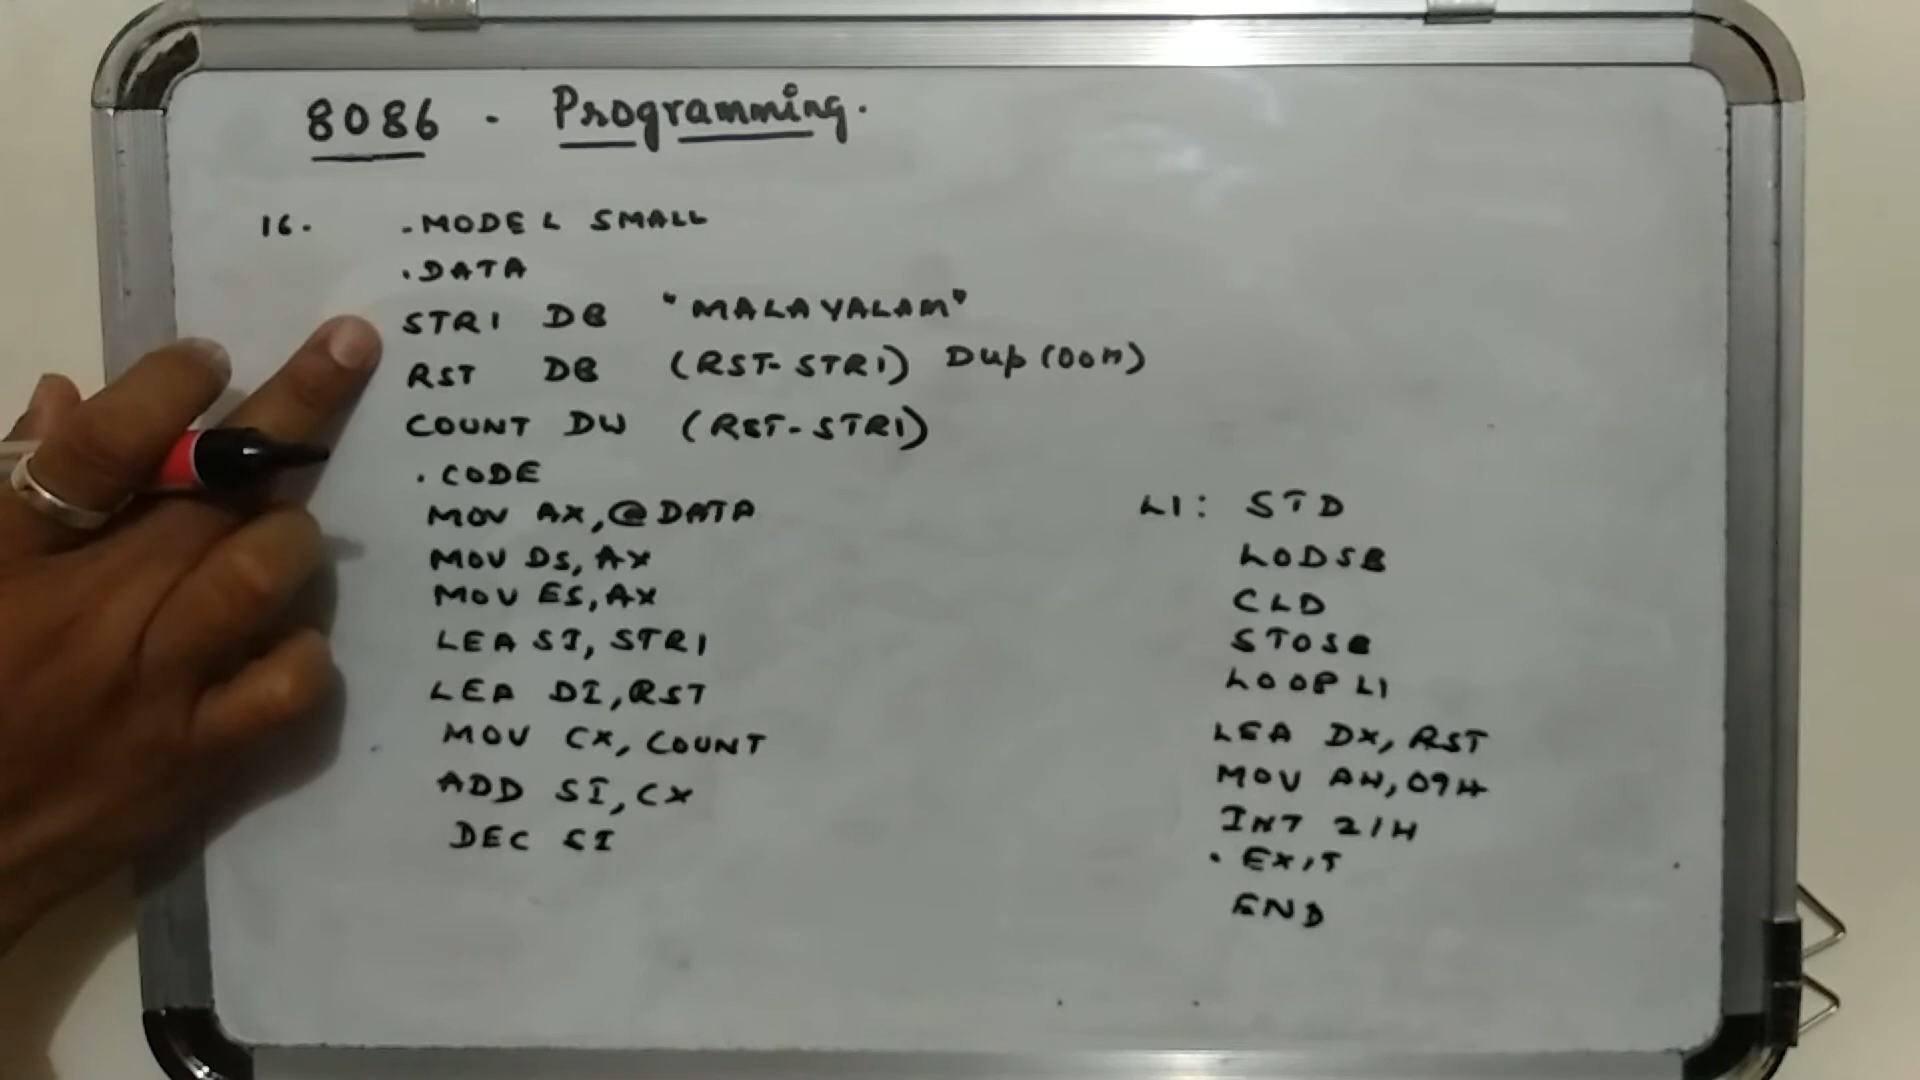 8086 - Programming.
16. .MODEL SMALL
.DATA
STR1 DB "MALAYALAM"
RST DB (RST-STR1) Dup (00H)
COUNT DW (RST-STR1)
.CODE
MOV AX,@DATA
MOV DS,AX
MOV ES,AX
LEA SI, STR1
LEA DI,RST
MOV CX, COUNT
ADD SI,CX
DEC SI
L1: STD
LODSB
CLD
STOSB
LOOP L1
LEA DX, RST
MOV AH,09H
INT 21H
.EXIT
END